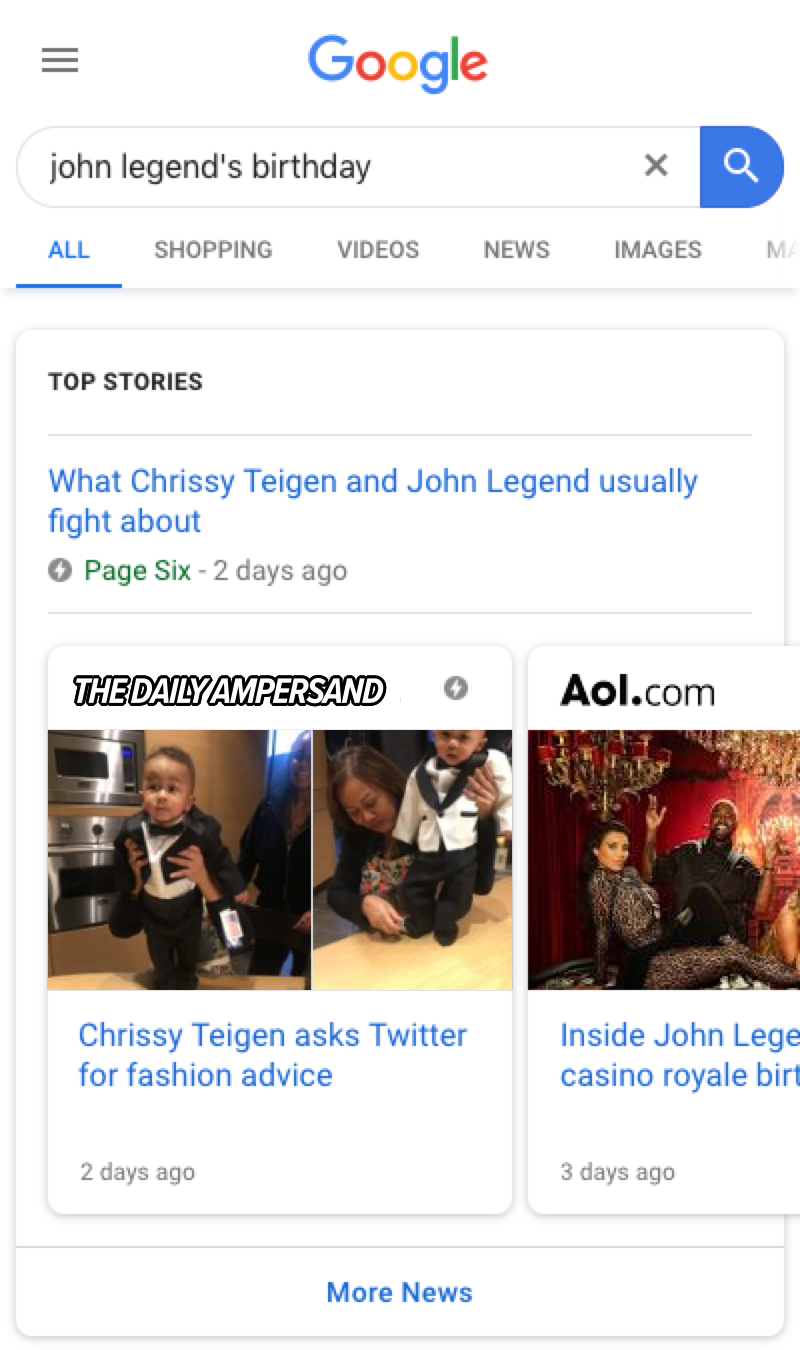 Google
john legend's birthday
ALL SHOPPING VIDEOS NEWS IMAGES MA
TOP STORIES
What Chrissy Teigen and John Legend usually
fight about
Page Six - 2 days ago
THE DAILY AMPERSAND
Chrissy Teigen asks Twitter
for fashion advice
2 days ago
Aol.com
Inside John Lege
casino royale birt
3 days ago
More News